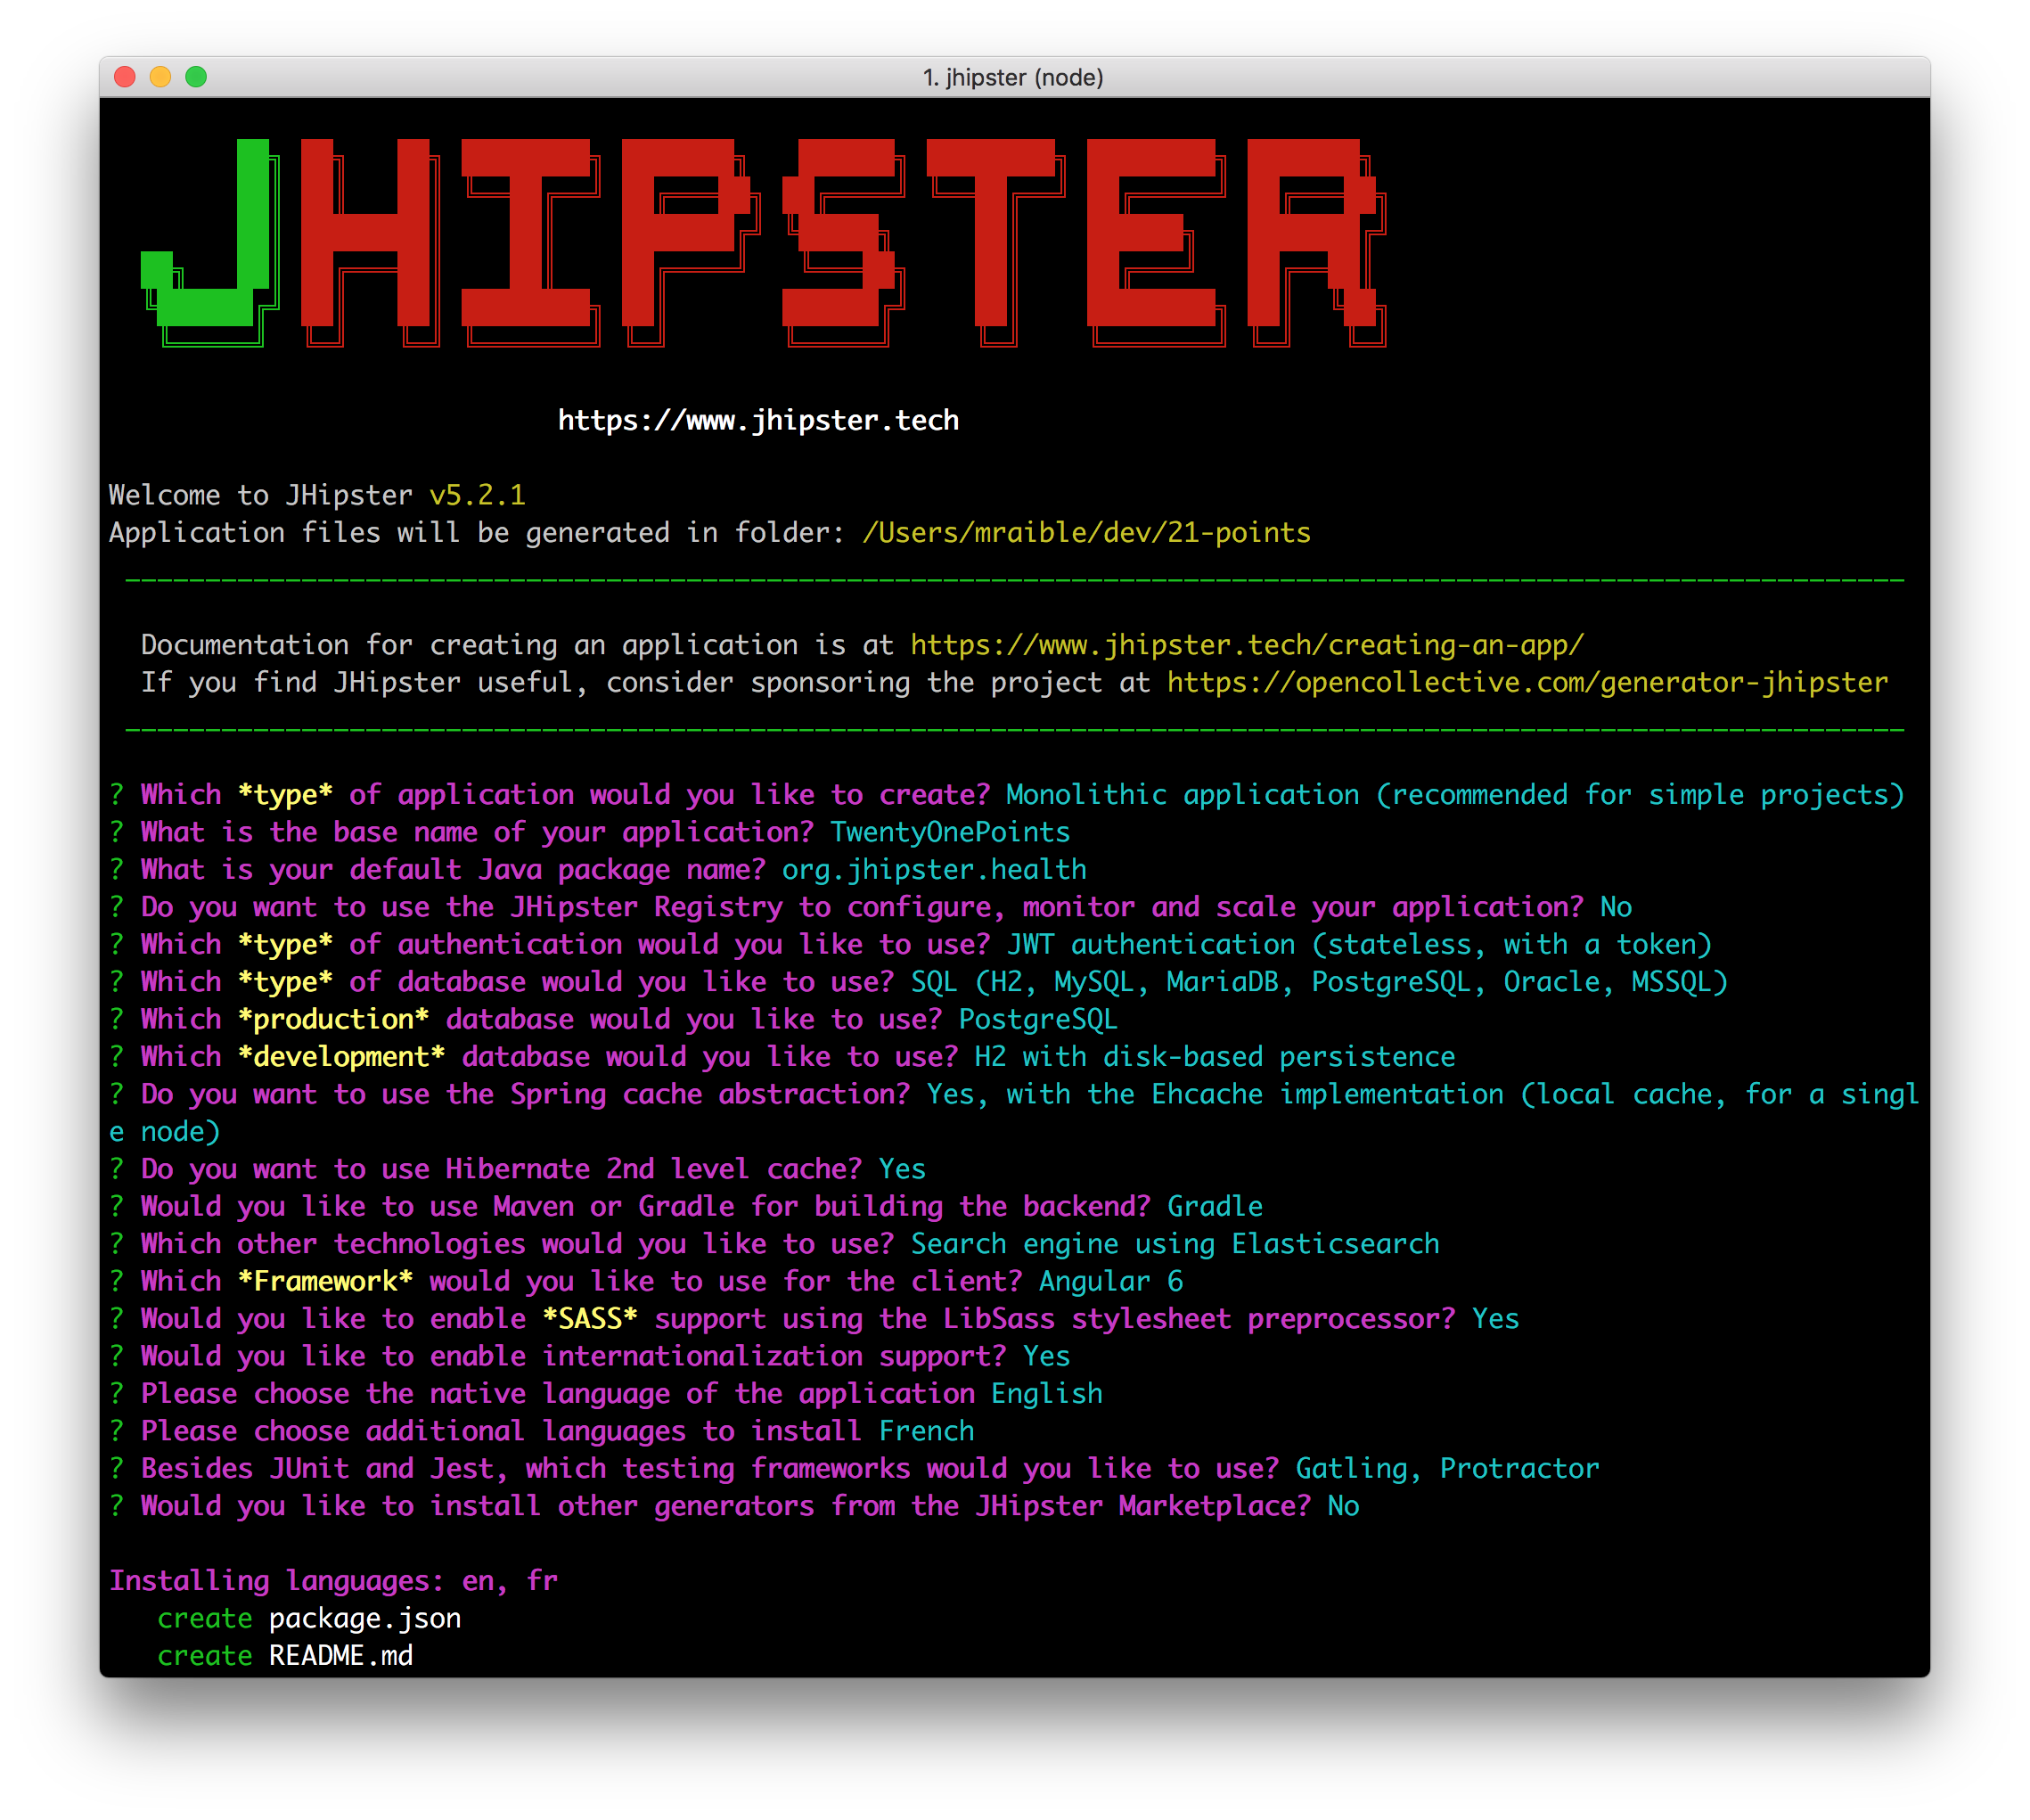 1. jhipster (node)
JHIPSTER
https://www.jhipster.tech
Welcome to JHipster v5.2.1
Application files will be generated in folder: /Users/mraible/dev/21-points
Documentation for creating an application is at https://www.jhipster.tech/creating-an-app/
If you find JHipster useful, consider sponsoring the project at https://opencollective.com/generator-jhipster
? Which *type* of application would you like to create? Monolithic application (recommended for simple projects)
? What is the base name of your application? TwentyOnePoints
? What is your default Java package name? org.jhipster.health
? Do you want to use the JHipster Registry to configure, monitor and scale your application? No
? Which *type* of authentication would you like to use? JWT authentication (stateless, with a token)
? Which *type* of database would you like to use? SQL (H2, MySQL, MariaDB, PostgreSQL, Oracle, MSSQL)
? Which *production* database would you like to use? PostgreSQL
? Which *development* database would you like to use? H2 with disk-based persistence
? Do you want to use the Spring cache abstraction? Yes, with the Ehcache implementation (local cache, for a singl
e node)
? Do you want to use Hibernate 2nd level cache? Yes
? Would you like to use Maven or Gradle for building the backend? Gradle
? Which other technologies would you like to use? Search engine using Elasticsearch
? Which *Framework* would you like to use for the client? Angular 6
? Would you like to enable *SASS* support using the LibSass stylesheet preprocessor? Yes
? Would you like to enable internationalization support? Yes
? Please choose the native language of the application English
? Please choose additional languages to install French
? Besides JUnit and Jest, which testing frameworks would you like to use? Gatling, Protractor
? Would you like to install other generators from the JHipster Marketplace? No
Installing languages: en, fr
create package.json
create README.md